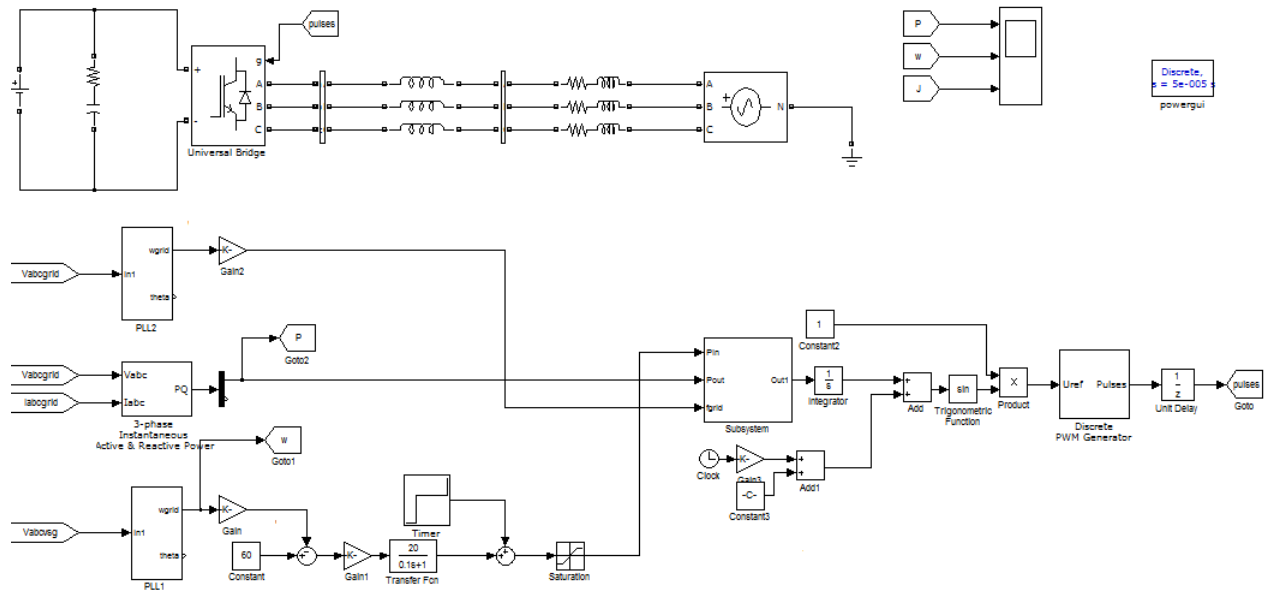 pulses
P
w
J
g
+
A
B
C
-
Universal Bridge
A
B
C
+
N
Discrete,
s = 5e-005 s
powergui
Vabcgrid
In1
wgrid
theta
PLL2
K-
Gain2
P
Goto2
Vabcgrid
Iabcgrid
Vabc
Iabc
PQ
3-phase
Instantaneous
Active & Reactive Power
w
Goto1
Vabcvsg
In1
wgrid
theta
PLL1
K-
Gain
60
Constant
K-
Gain1
Timer
20
0.1s+1
Transfer Fcn
Saturation
Pin
Pout
fgrid
Out1
Subsystem
1
s
Integrator
1
Constant2
Clock
K-
Gain3
-C-
Constant3
+
+
Add1
+
+
Add
sin
Trigonometric
Function
X
Product
Uref
Pulses
Discrete
PWM Generator
1
z
Unit Delay
pulses
Goto